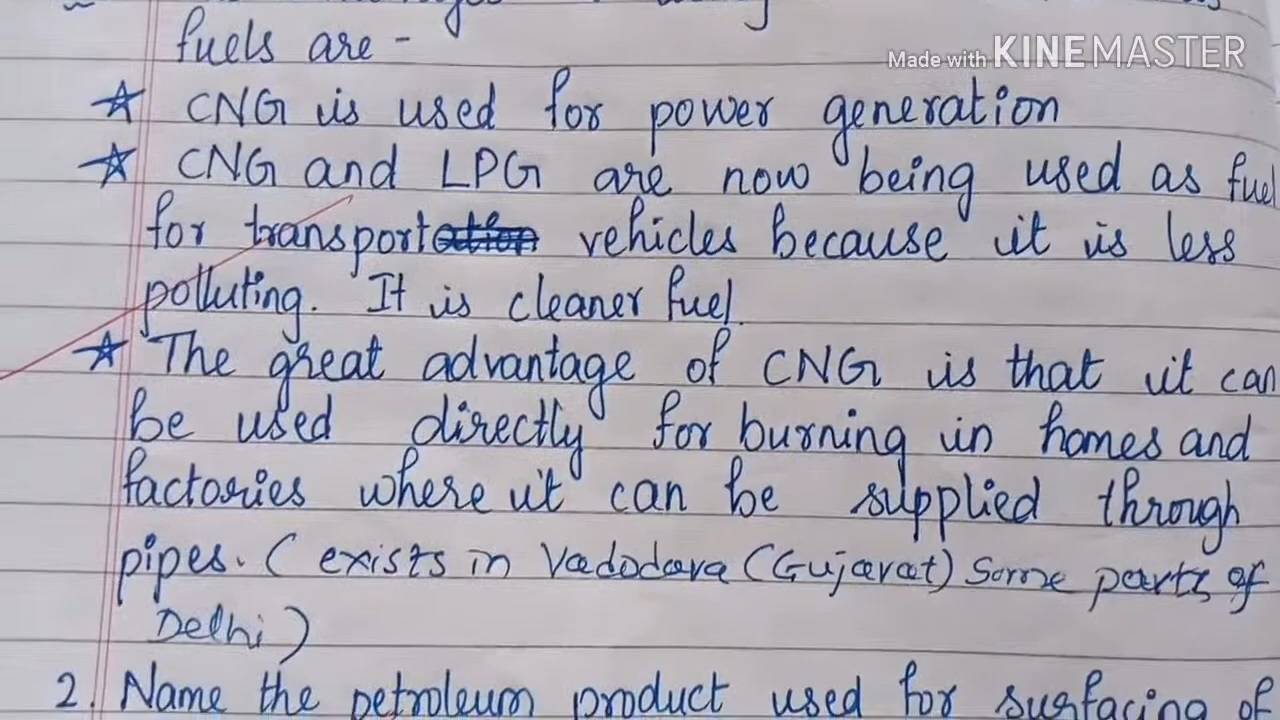 fuels are -
Made with KINEMASTER
☆ CNG is used for power generation
☆ CNG and LPG are now being used as fuel
for transportation vehicles because it is less
polluting. It is cleaner fuel.
☆ The great advantage of CNG is that it can
be used directly for burning in homes and
factories where it can be supplied through
pipes. (exists in Vadodara (Gujarat) Some parts of
Delhi)
2. Name the petroleum product used for surfacing of